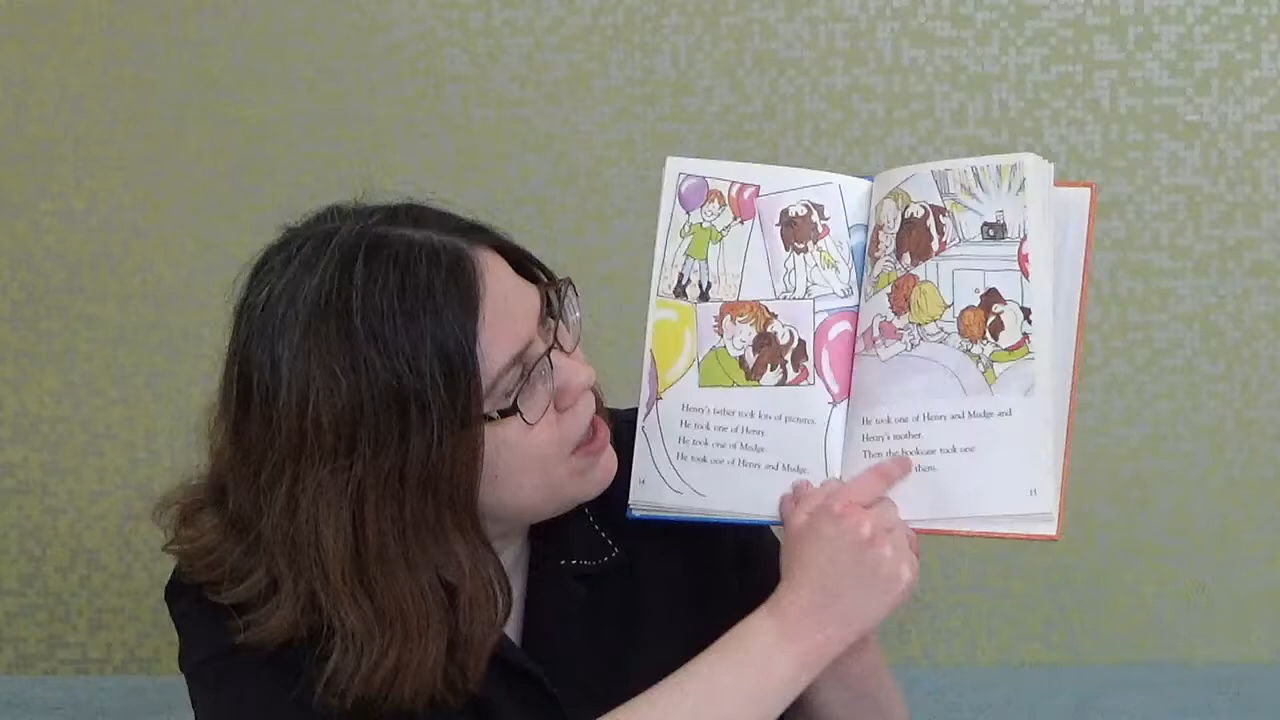 Henry's father took lots of pictures.
He took one of Henry.
He took one of Mudge.
He took one of Henry and Mudge.
14
He took one of Henry and Mudge and
Henry's mother.
Then the bookcase took one
them.